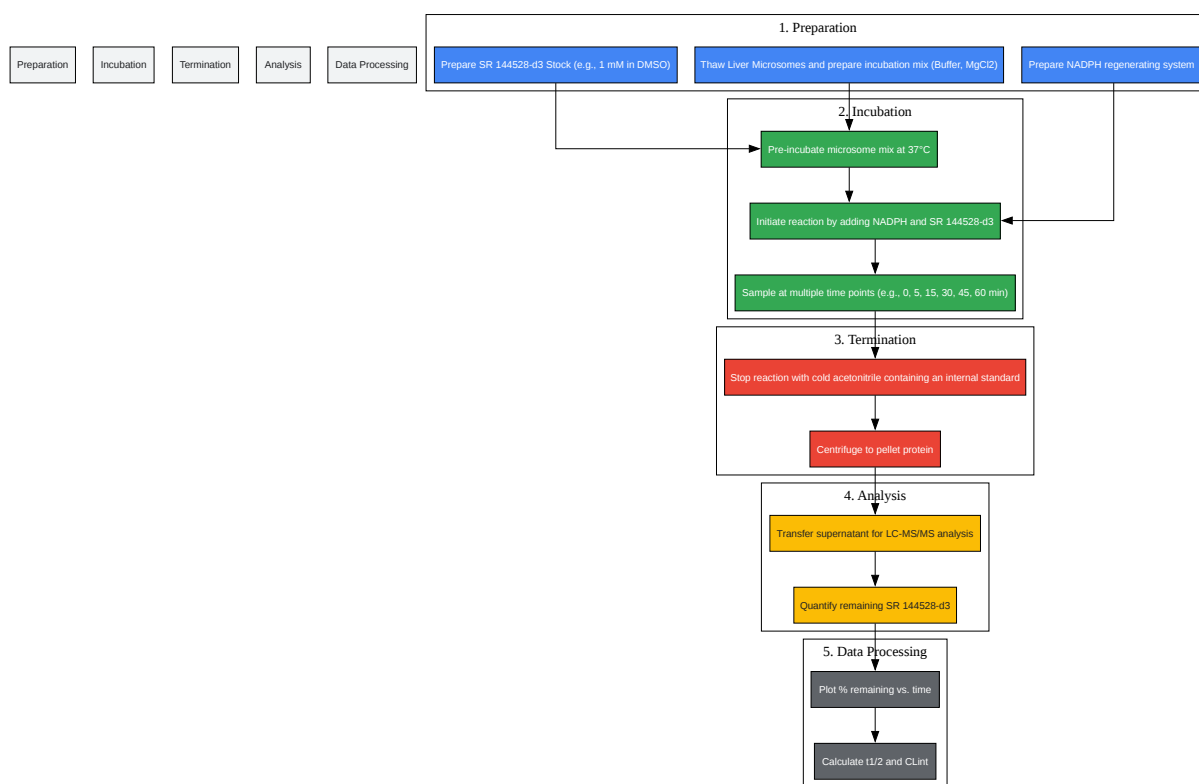 1. Preparation
Preparation
Incubation
Termination
Analysis
Data Processing
Prepare SR 144528-d3 Stock (e.g., 1 mM in DMSO)
Thaw Liver Microsomes and prepare incubation mix (Buffer, MgCl2)
Prepare NADPH regenerating system
2. Incubation
Pre-incubate microsome mix at 37°C
Initiate reaction by adding NADPH and SR 144528-d3
Sample at multiple time points (e.g., 0, 5, 15, 30, 45, 60 min)
3. Termination
Stop reaction with cold acetonitrile containing an internal standard
Centrifuge to pellet protein
4. Analysis
Transfer supernatant for LC-MS/MS analysis
Quantify remaining SR 144528-d3
5. Data Processing
Plot % remaining vs. time
Calculate t1/2 and CLint